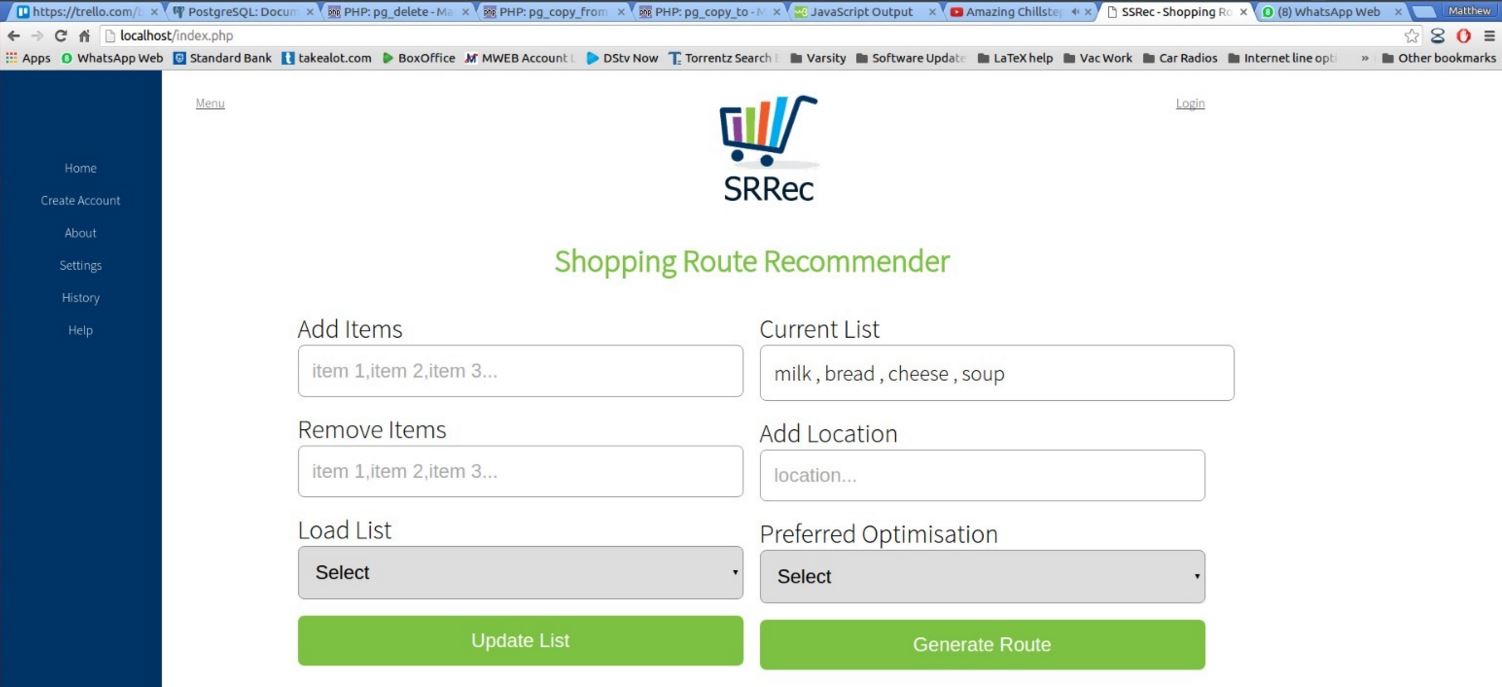 https://trello.com/b × PostgreSQL: Docum × PHP: pg_delete - Ma × PHP: pg_copy_from × PHP: pg_copy_to - M × JavaScript Output × Amazing Chillste × SSRec - Shopping Ro × (8) WhatsApp Web × Matthew
localhost/index.php
Apps WhatsApp Web Standard Bank takealot.com BoxOffice MWEB Account DStv Now Torrentz Search Varsity Software Update LaTeX help Vac Work Car Radios Internet line opti » Other bookmarks
Menu
Login
SRRec
Home
Create Account
About
Settings
History
Help
Shopping Route Recommender
Add Items
item 1,item 2,item 3...
Remove Items
item 1,item 2,item 3...
Load List
Select
Update List
Current List
milk , bread , cheese , soup
Add Location
location...
Preferred Optimisation
Select
Generate Route